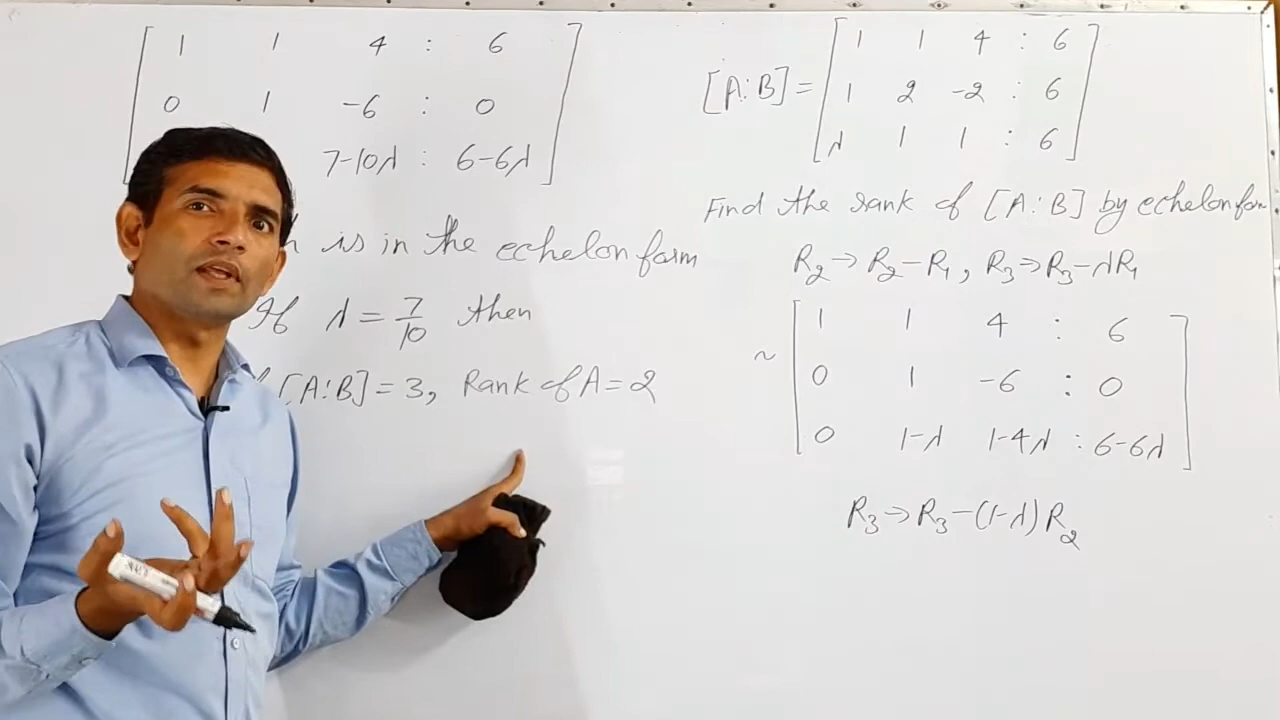 [A:B] = [ 1 1 4 : 6
1 2 -2 : 6
λ 1 1 : 6 ]
Find the rank of [A:B] by echelon for
R₂→R₂-R₁, R₃→R₃-λR₁
~ [ 1 1 4 : 6
0 1 -6 : 0
0 1-λ 1-4λ : 6-6λ ]
R₃→R₃-(1-λ)R₂
[ 1 1 4 : 6
0 1 -6 : 0
7-10λ : 6-6λ ]
is in the echelon form
If λ = 7/10 then
[A:B] = 3, Rank of A = 2